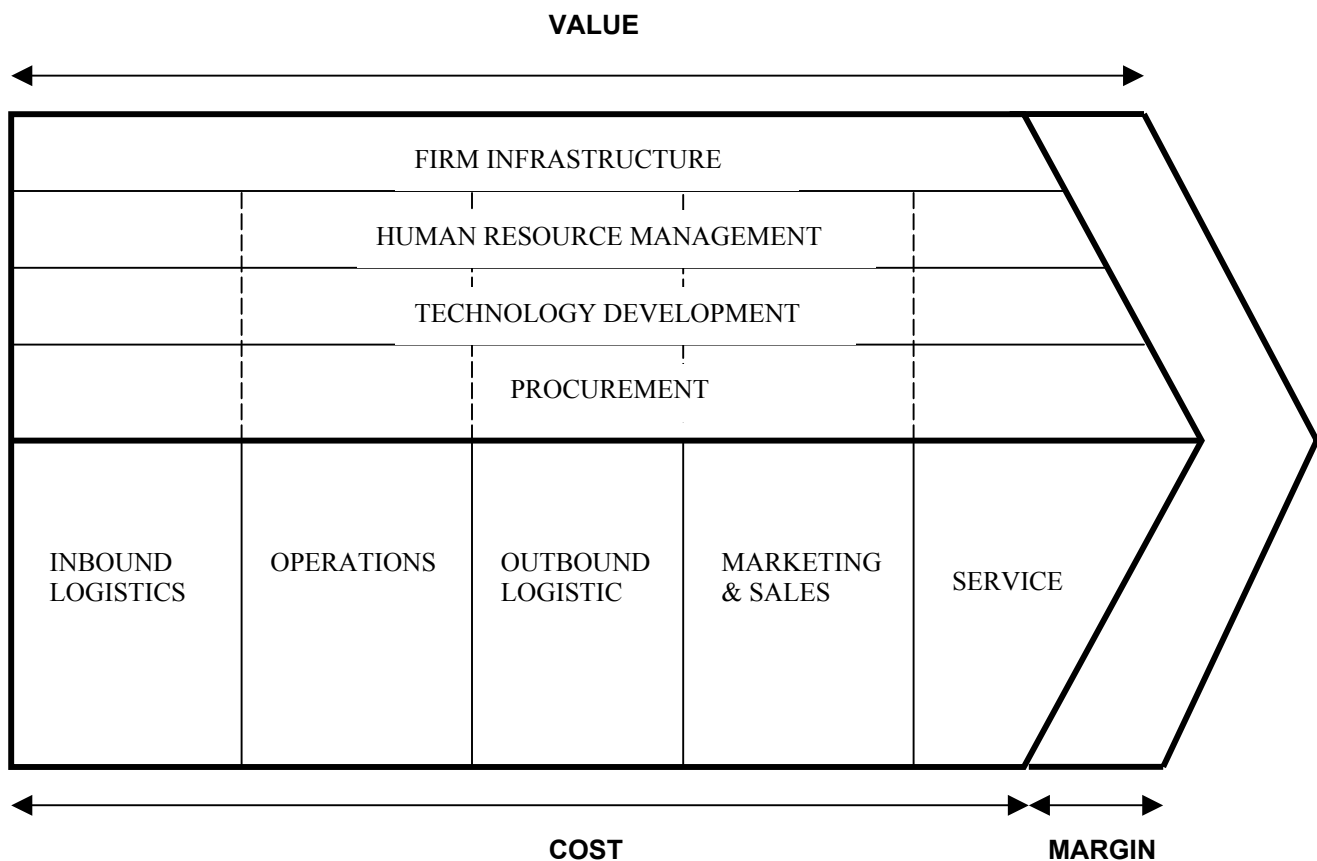 VALUE
FIRM INFRASTRUCTURE
HUMAN RESOURCE MANAGEMENT
TECHNOLOGY DEVELOPMENT
PROCUREMENT
INBOUND
LOGISTICS
OPERATIONS
OUTBOUND
LOGISTIC
MARKETING
& SALES
SERVICE
COST
MARGIN